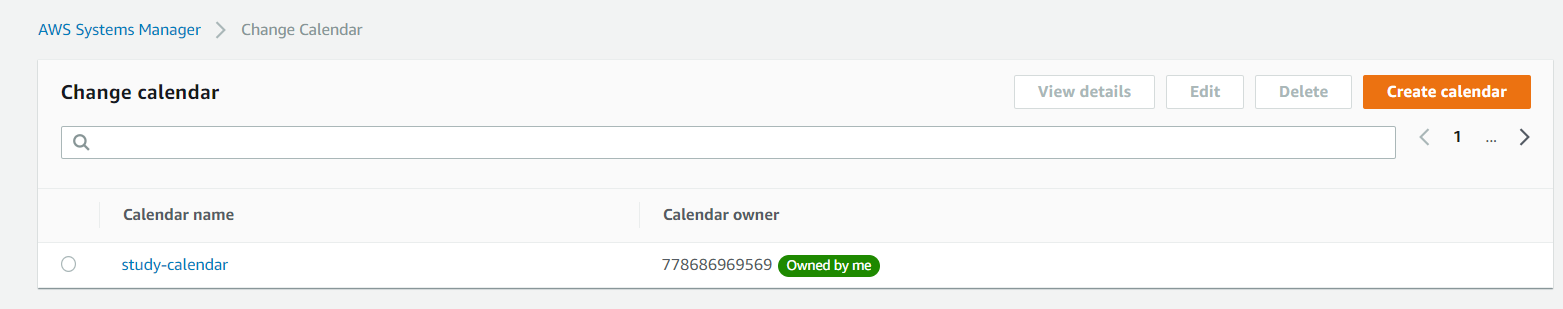 AWS Systems Manager > Change Calendar
Change calendar View details Edit Delete Create calendar
< 1 ... >
Calendar name Calendar owner
study-calendar 778686969569 Owned by me